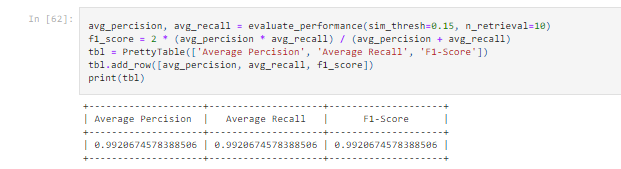 In [62]:
avg_percision, avg_recall = evaluate_performance(sim_thresh=0.15, n_retrieval=10)
f1_score = 2 * (avg_percision * avg_recall) / (avg_percision + avg_recall)
tbl = PrettyTable(['Average Percision', 'Average Recall', 'F1-Score'])
tbl.add_row([avg_percision, avg_recall, f1_score])
print(tbl)
+--------------------+--------------------+--------------------+
| Average Percision | Average Recall | F1-Score |
+--------------------+--------------------+--------------------+
| 0.9920674578388506 | 0.9920674578388506 | 0.9920674578388506 |
+--------------------+--------------------+--------------------+